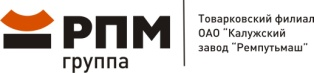 РПМ
группа
Товарковский филиал
ОАО "Калужский
завод "Ремпутьмаш"